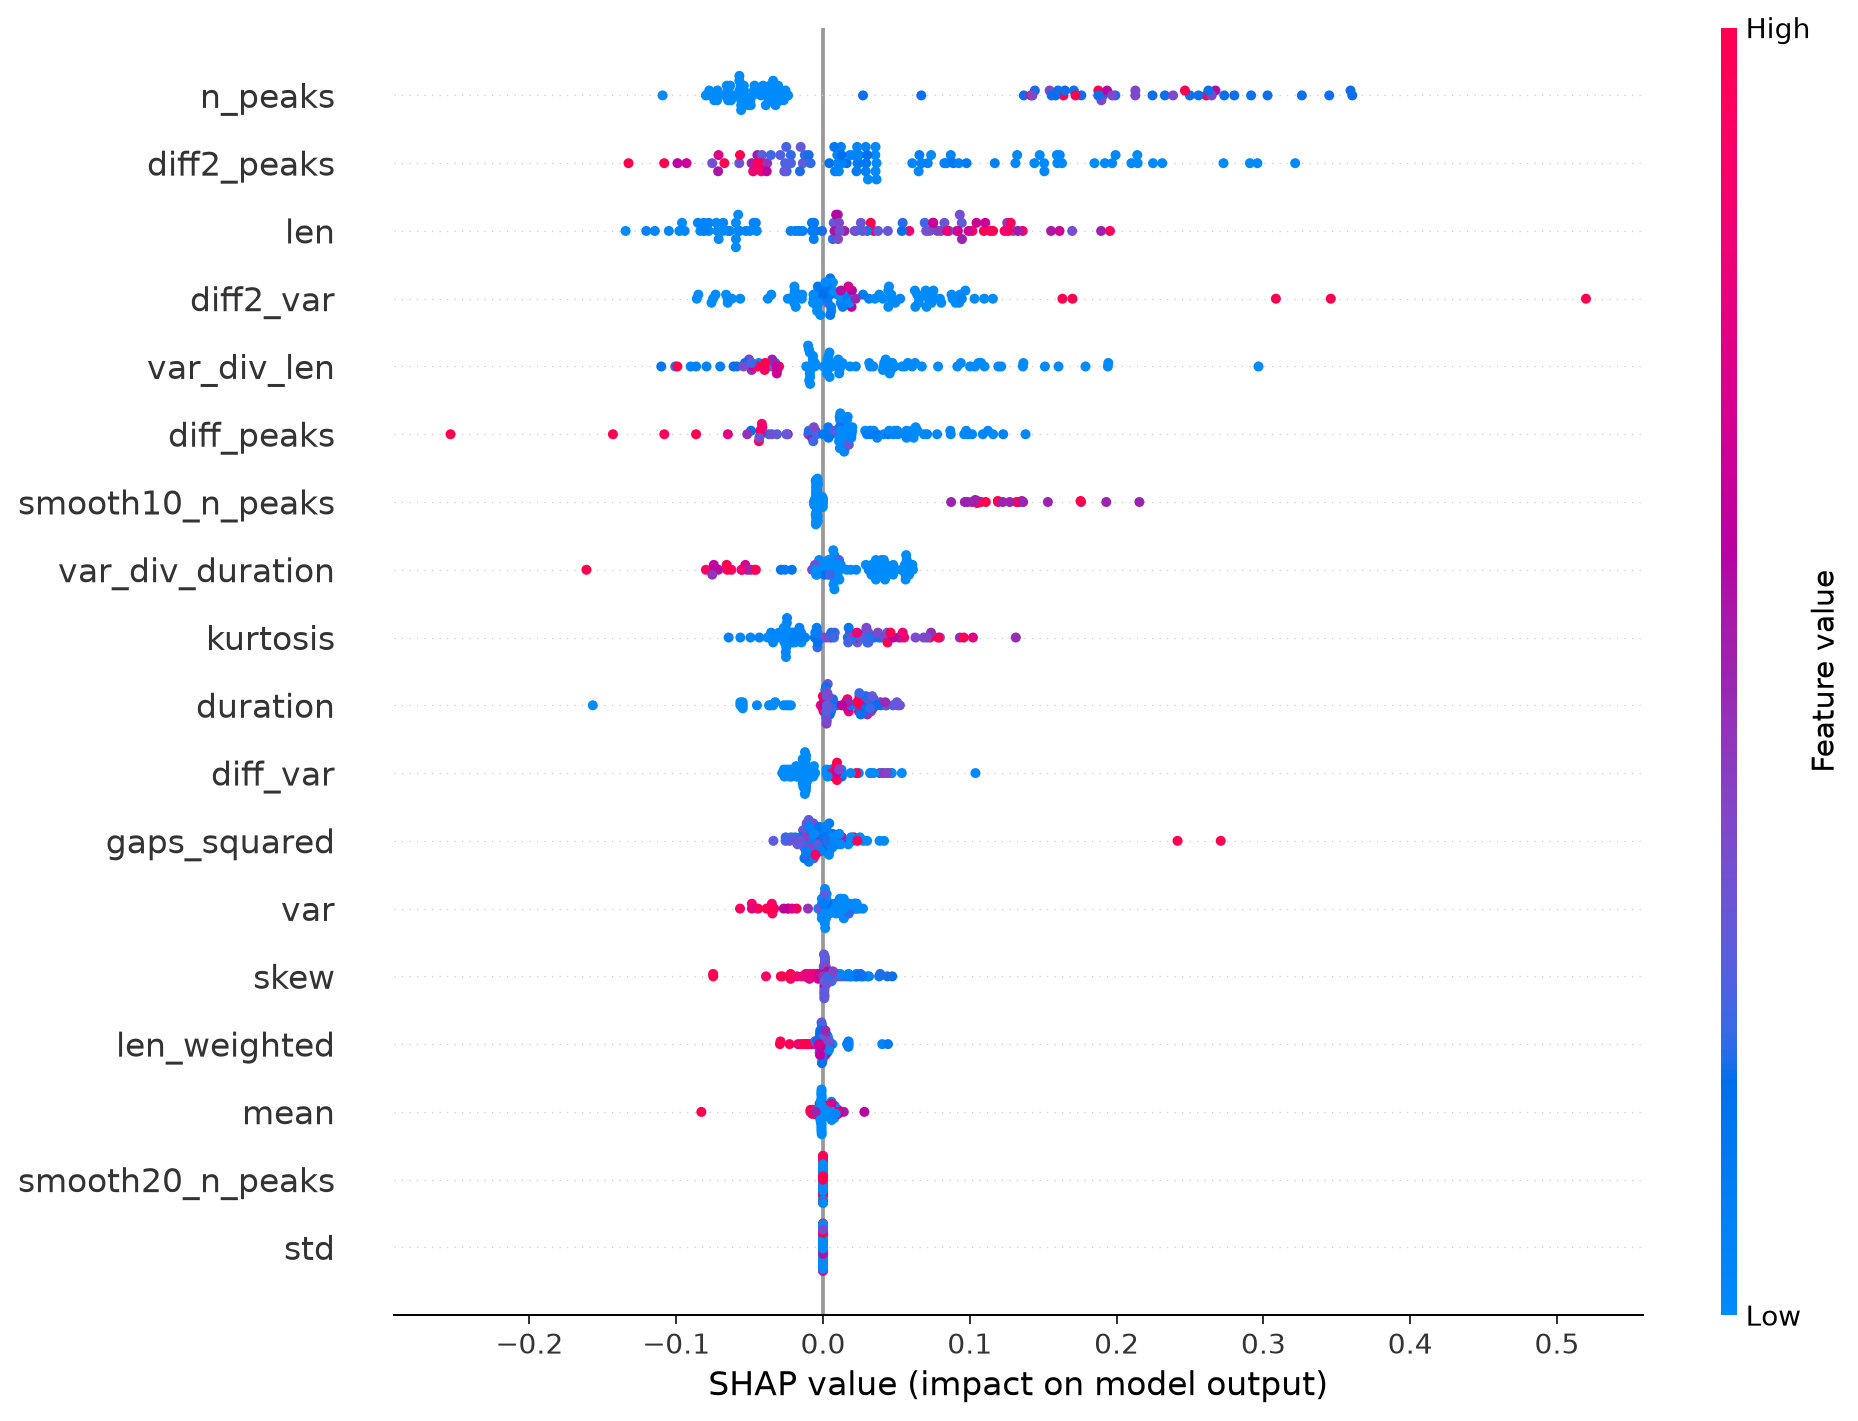 High
n_peaks
diff2_peaks
len
diff2_var
var_div_len
diff_peaks
smooth10_n_peaks
var_div_duration
kurtosis
duration
diff_var
gaps_squared
var
skew
len_weighted
mean
smooth20_n_peaks
std
Feature value
Low
−0.2 −0.1 0.0 0.1 0.2 0.3 0.4 0.5
SHAP value (impact on model output)